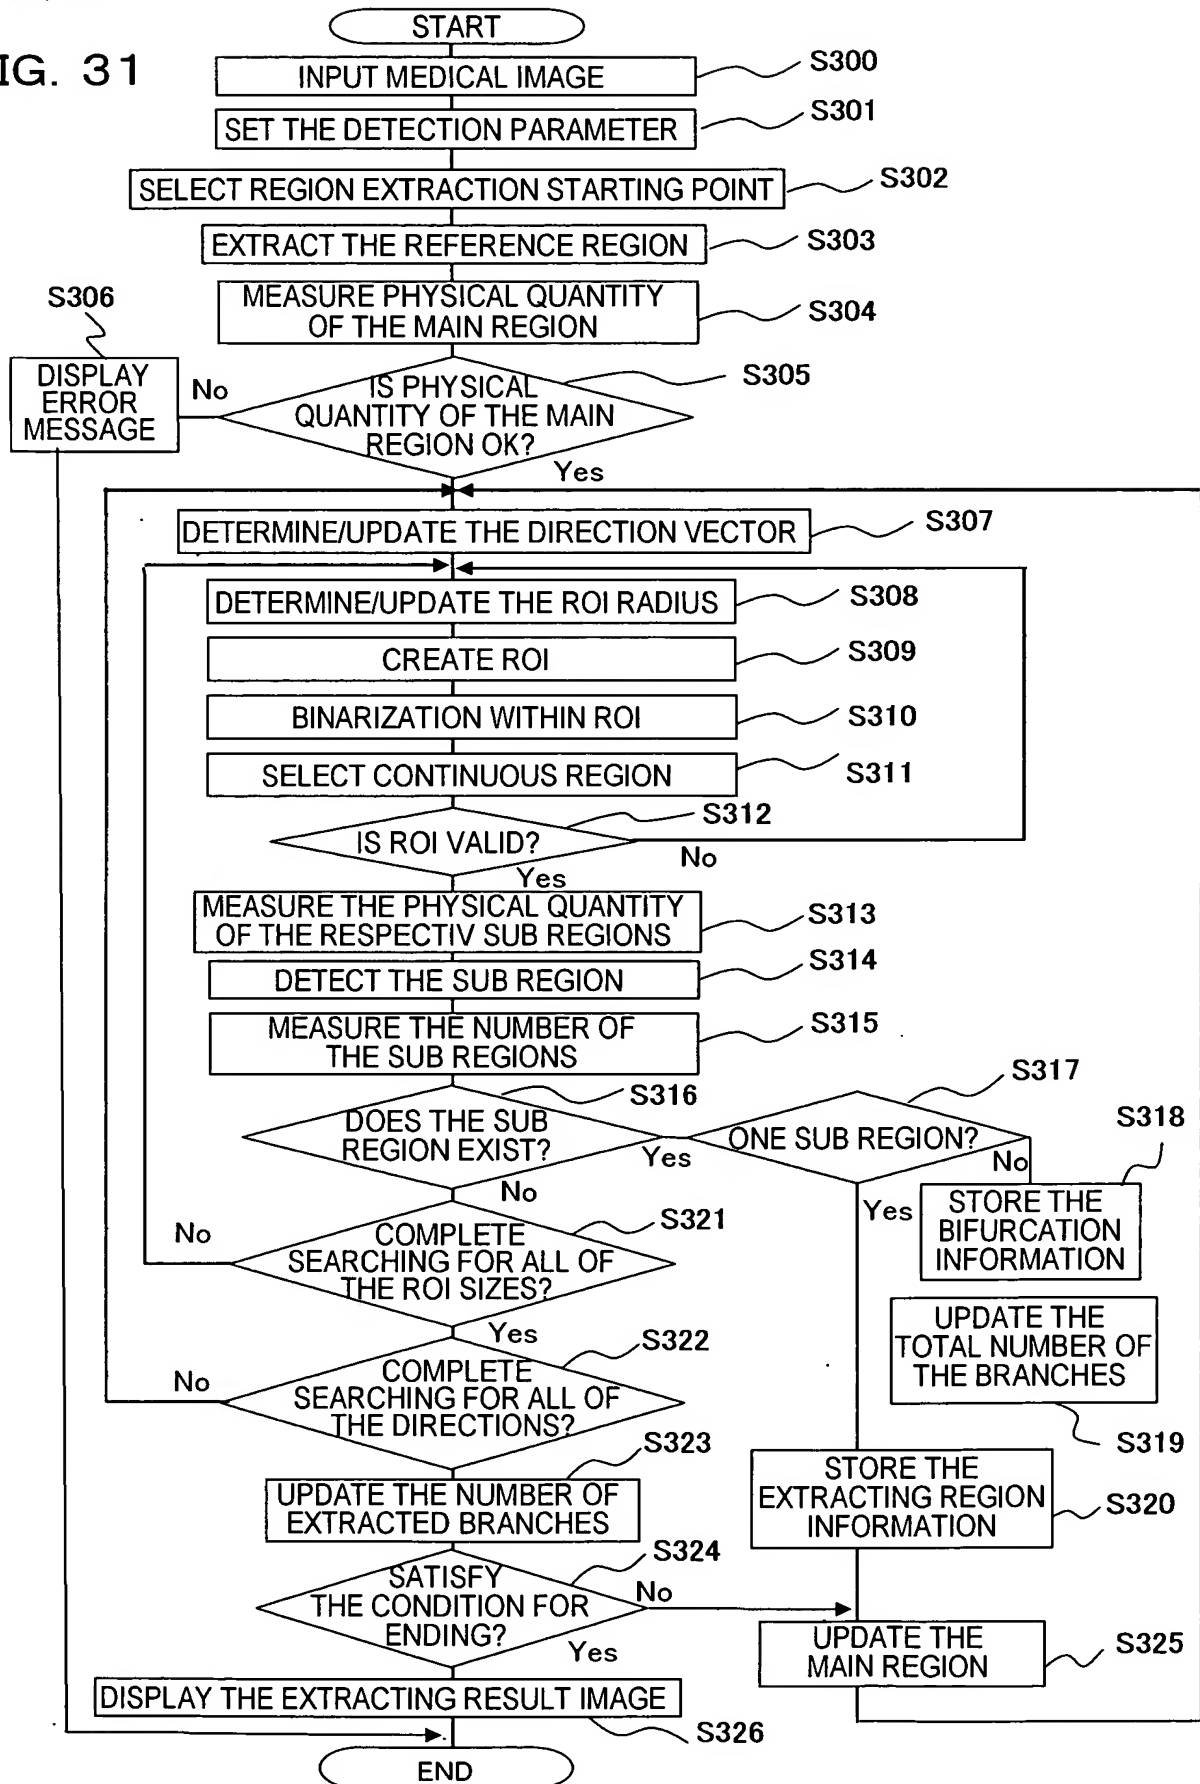 START
IG. 31
INPUT MEDICAL IMAGE
S300
SET THE DETECTION PARAMETER
S301
SELECT REGION EXTRACTION STARTING POINT
S302
EXTRACT THE REFERENCE REGION
S303
MEASURE PHYSICAL QUANTITY
OF THE MAIN REGION
S304
S306
DISPLAY
ERROR
MESSAGE
No
IS PHYSICAL
QUANTITY OF THE MAIN
REGION OK?
S305
Yes
DETERMINE/UPDATE THE DIRECTION VECTOR
S307
DETERMINE/UPDATE THE ROI RADIUS
S308
CREATE ROI
S309
BINARIZATION WITHIN ROI
S310
SELECT CONTINUOUS REGION
S311
IS ROI VALID?
S312
No
Yes
MEASURE THE PHYSICAL QUANTITY
OF THE RESPECTIV SUB REGIONS
S313
DETECT THE SUB REGION
S314
MEASURE THE NUMBER OF
THE SUB REGIONS
S315
DOES THE SUB
REGION EXIST?
S316
Yes
No
ONE SUB REGION?
S317
No
Yes
S318
STORE THE
BIFURCATION
INFORMATION
UPDATE THE
TOTAL NUMBER OF
THE BRANCHES
S319
STORE THE
EXTRACTING REGION
INFORMATION
S320
No
COMPLETE
SEARCHING FOR ALL OF
THE ROI SIZES?
S321
Yes
No
COMPLETE
SEARCHING FOR ALL OF
THE DIRECTIONS?
S322
UPDATE THE NUMBER OF
EXTRACTED BRANCHES
S323
SATISFY
THE CONDITION FOR
ENDING?
S324
No
Yes
UPDATE THE
MAIN REGION
S325
DISPLAY THE EXTRACTING RESULT IMAGE
S326
END